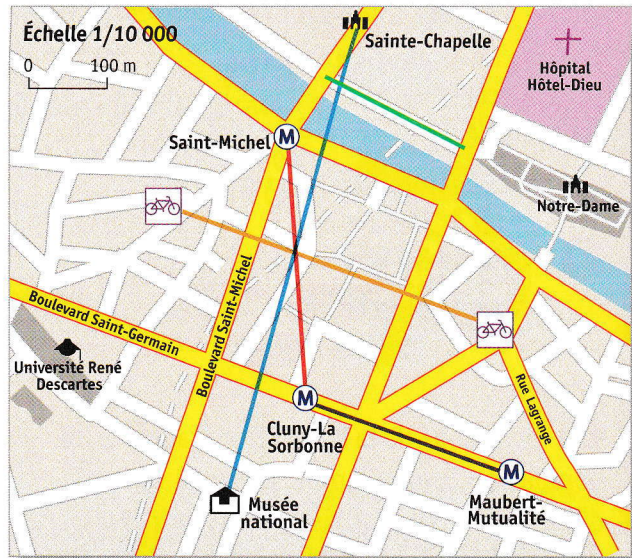 Échelle 1/10 000
0 100 m
Sainte-Chapelle
Hôpital
Hôtel-Dieu
Saint-Michel
M
Notre-Dame
Boulevard Saint-Germain
Boulevard Saint-Michel
Université René
Descartes
M
Cluny-La
Sorbonne
Rue Lagrange
M
Maubert-
Mutualité
Musée
national